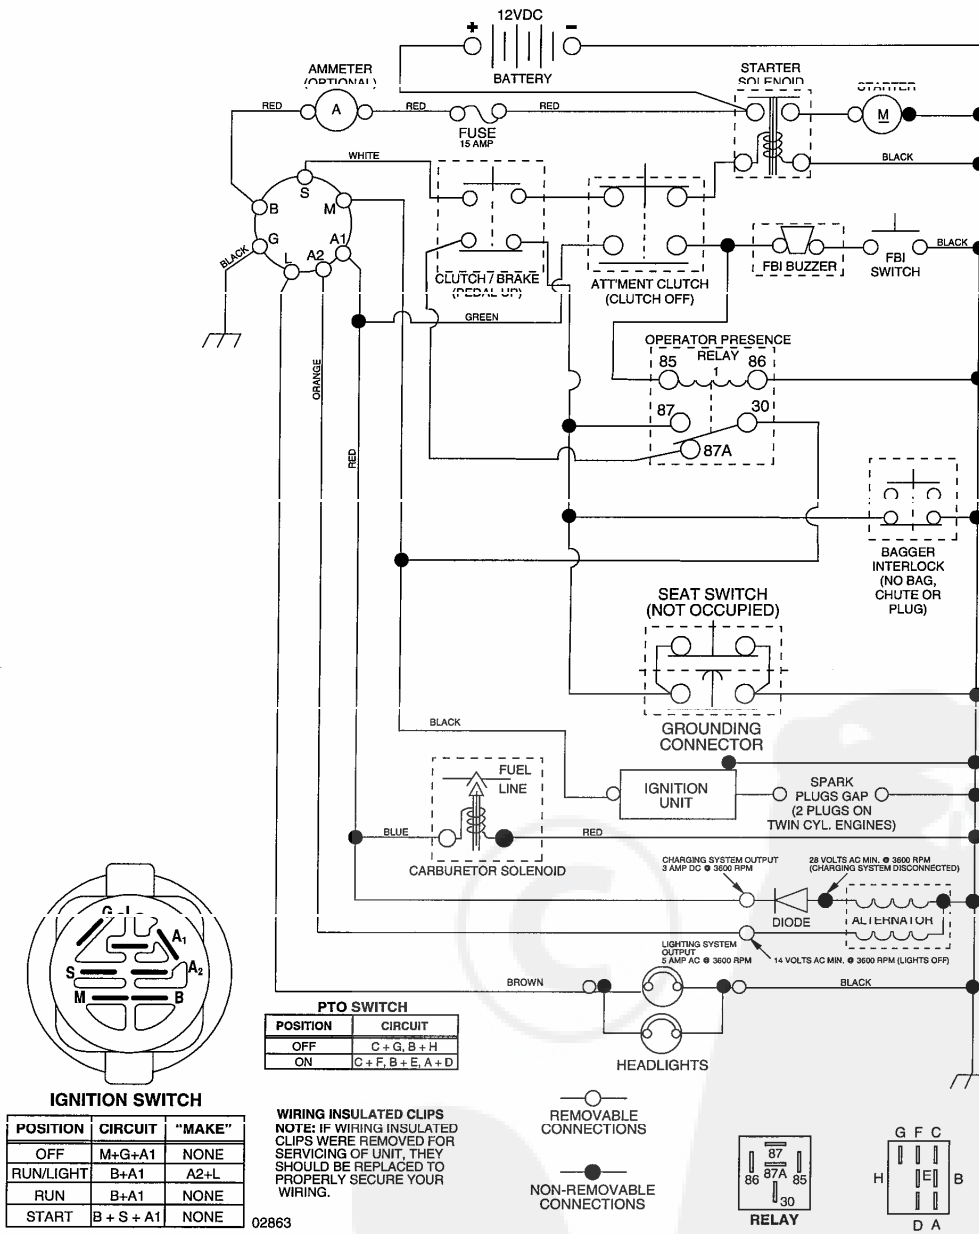 12VDC
+
–
BATTERY
AMMETER
(OPTIONAL)
RED
A
RED
RED
FUSE
15 AMP
STARTER
SOLENOID
STARTER
M
BLACK
WHITE
S
B
M
G
A1
L
A2
BLACK
CLUTCH / BRAKE
(PEDAL UP)
ATT'MENT CLUTCH
(CLUTCH OFF)
FBI BUZZER
FBI
SWITCH
BLACK
GREEN
ORANGE
RED
OPERATOR PRESENCE
RELAY
85
1
86
87
30
87A
BAGGER
INTERLOCK
(NO BAG,
CHUTE OR
PLUG)
SEAT SWITCH
(NOT OCCUPIED)
GROUNDING
CONNECTOR
BLACK
FUEL
LINE
IGNITION
UNIT
SPARK
PLUGS GAP
(2 PLUGS ON
TWIN CYL. ENGINES)
BLUE
RED
CARBURETOR SOLENOID
CHARGING SYSTEM OUTPUT
3 AMP DC @ 3600 RPM
28 VOLTS AC MIN. @ 3600 RPM
(CHARGING SYSTEM DISCONNECTED)
DIODE
ALTERNATOR
LIGHTING SYSTEM
OUTPUT
5 AMP AC @ 3600 RPM
14 VOLTS AC MIN. @ 3600 RPM (LIGHTS OFF)
BROWN
BLACK
HEADLIGHTS
G
L
A1
A2
S
M
B
IGNITION SWITCH
POSITION CIRCUIT "MAKE"
OFF M+G+A1 NONE
RUN/LIGHT B+A1 A2+L
RUN B+A1 NONE
START B + S + A1 NONE
02863
PTO SWITCH
POSITION CIRCUIT
OFF C + G, B + H
ON C + F, B + E, A + D
WIRING INSULATED CLIPS
NOTE: IF WIRING INSULATED
CLIPS WERE REMOVED FOR
SERVICING OF UNIT, THEY
SHOULD BE REPLACED TO
PROPERLY SECURE YOUR
WIRING.
REMOVABLE
CONNECTIONS
NON-REMOVABLE
CONNECTIONS
87
87A
86
85
30
RELAY
G F C
H
E
B
D A